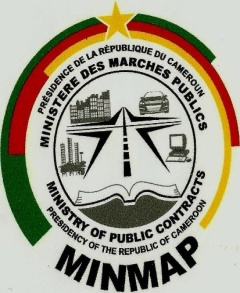 PRÉSIDENCE DE LA RÉPUBLIQUE DU CAMEROUN
MINISTÈRE DES MARCHES PUBLICS
MINISTRY OF PUBLIC CONTRACTS
PRESIDENCY OF THE REPUBLIC OF CAMEROON
MINMAP